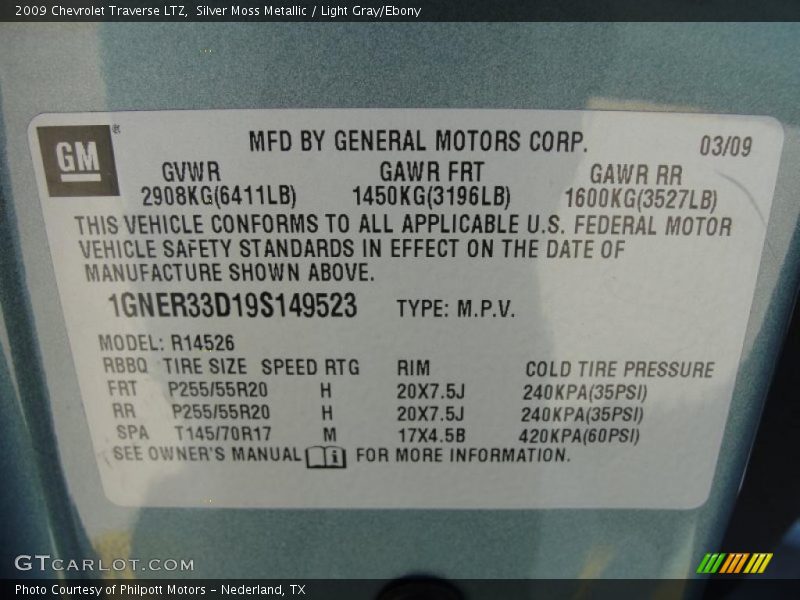 2009 Chevrolet Traverse LTZ, Silver Moss Metallic / Light Gray/Ebony
GM
MFD BY GENERAL MOTORS CORP. 03/09
GVWR GAWR FRT GAWR RR
2908KG(6411LB) 1450KG(3196LB) 1600KG(3527LB)
THIS VEHICLE CONFORMS TO ALL APPLICABLE U.S. FEDERAL MOTOR
VEHICLE SAFETY STANDARDS IN EFFECT ON THE DATE OF
MANUFACTURE SHOWN ABOVE.
1GNER33D19S149523 TYPE: M.P.V.
MODEL: R14526
RBBQ TIRE SIZE SPEED RTG RIM COLD TIRE PRESSURE
FRT P255/55R20 H 20X7.5J 240KPA(35PSI)
RR P255/55R20 H 20X7.5J 240KPA(35PSI)
SPA T145/70R17 M 17X4.5B 420KPA(60PSI)
SEE OWNER'S MANUAL i FOR MORE INFORMATION.
GTCARLOT.COM
Photo Courtesy of Philpott Motors - Nederland, TX